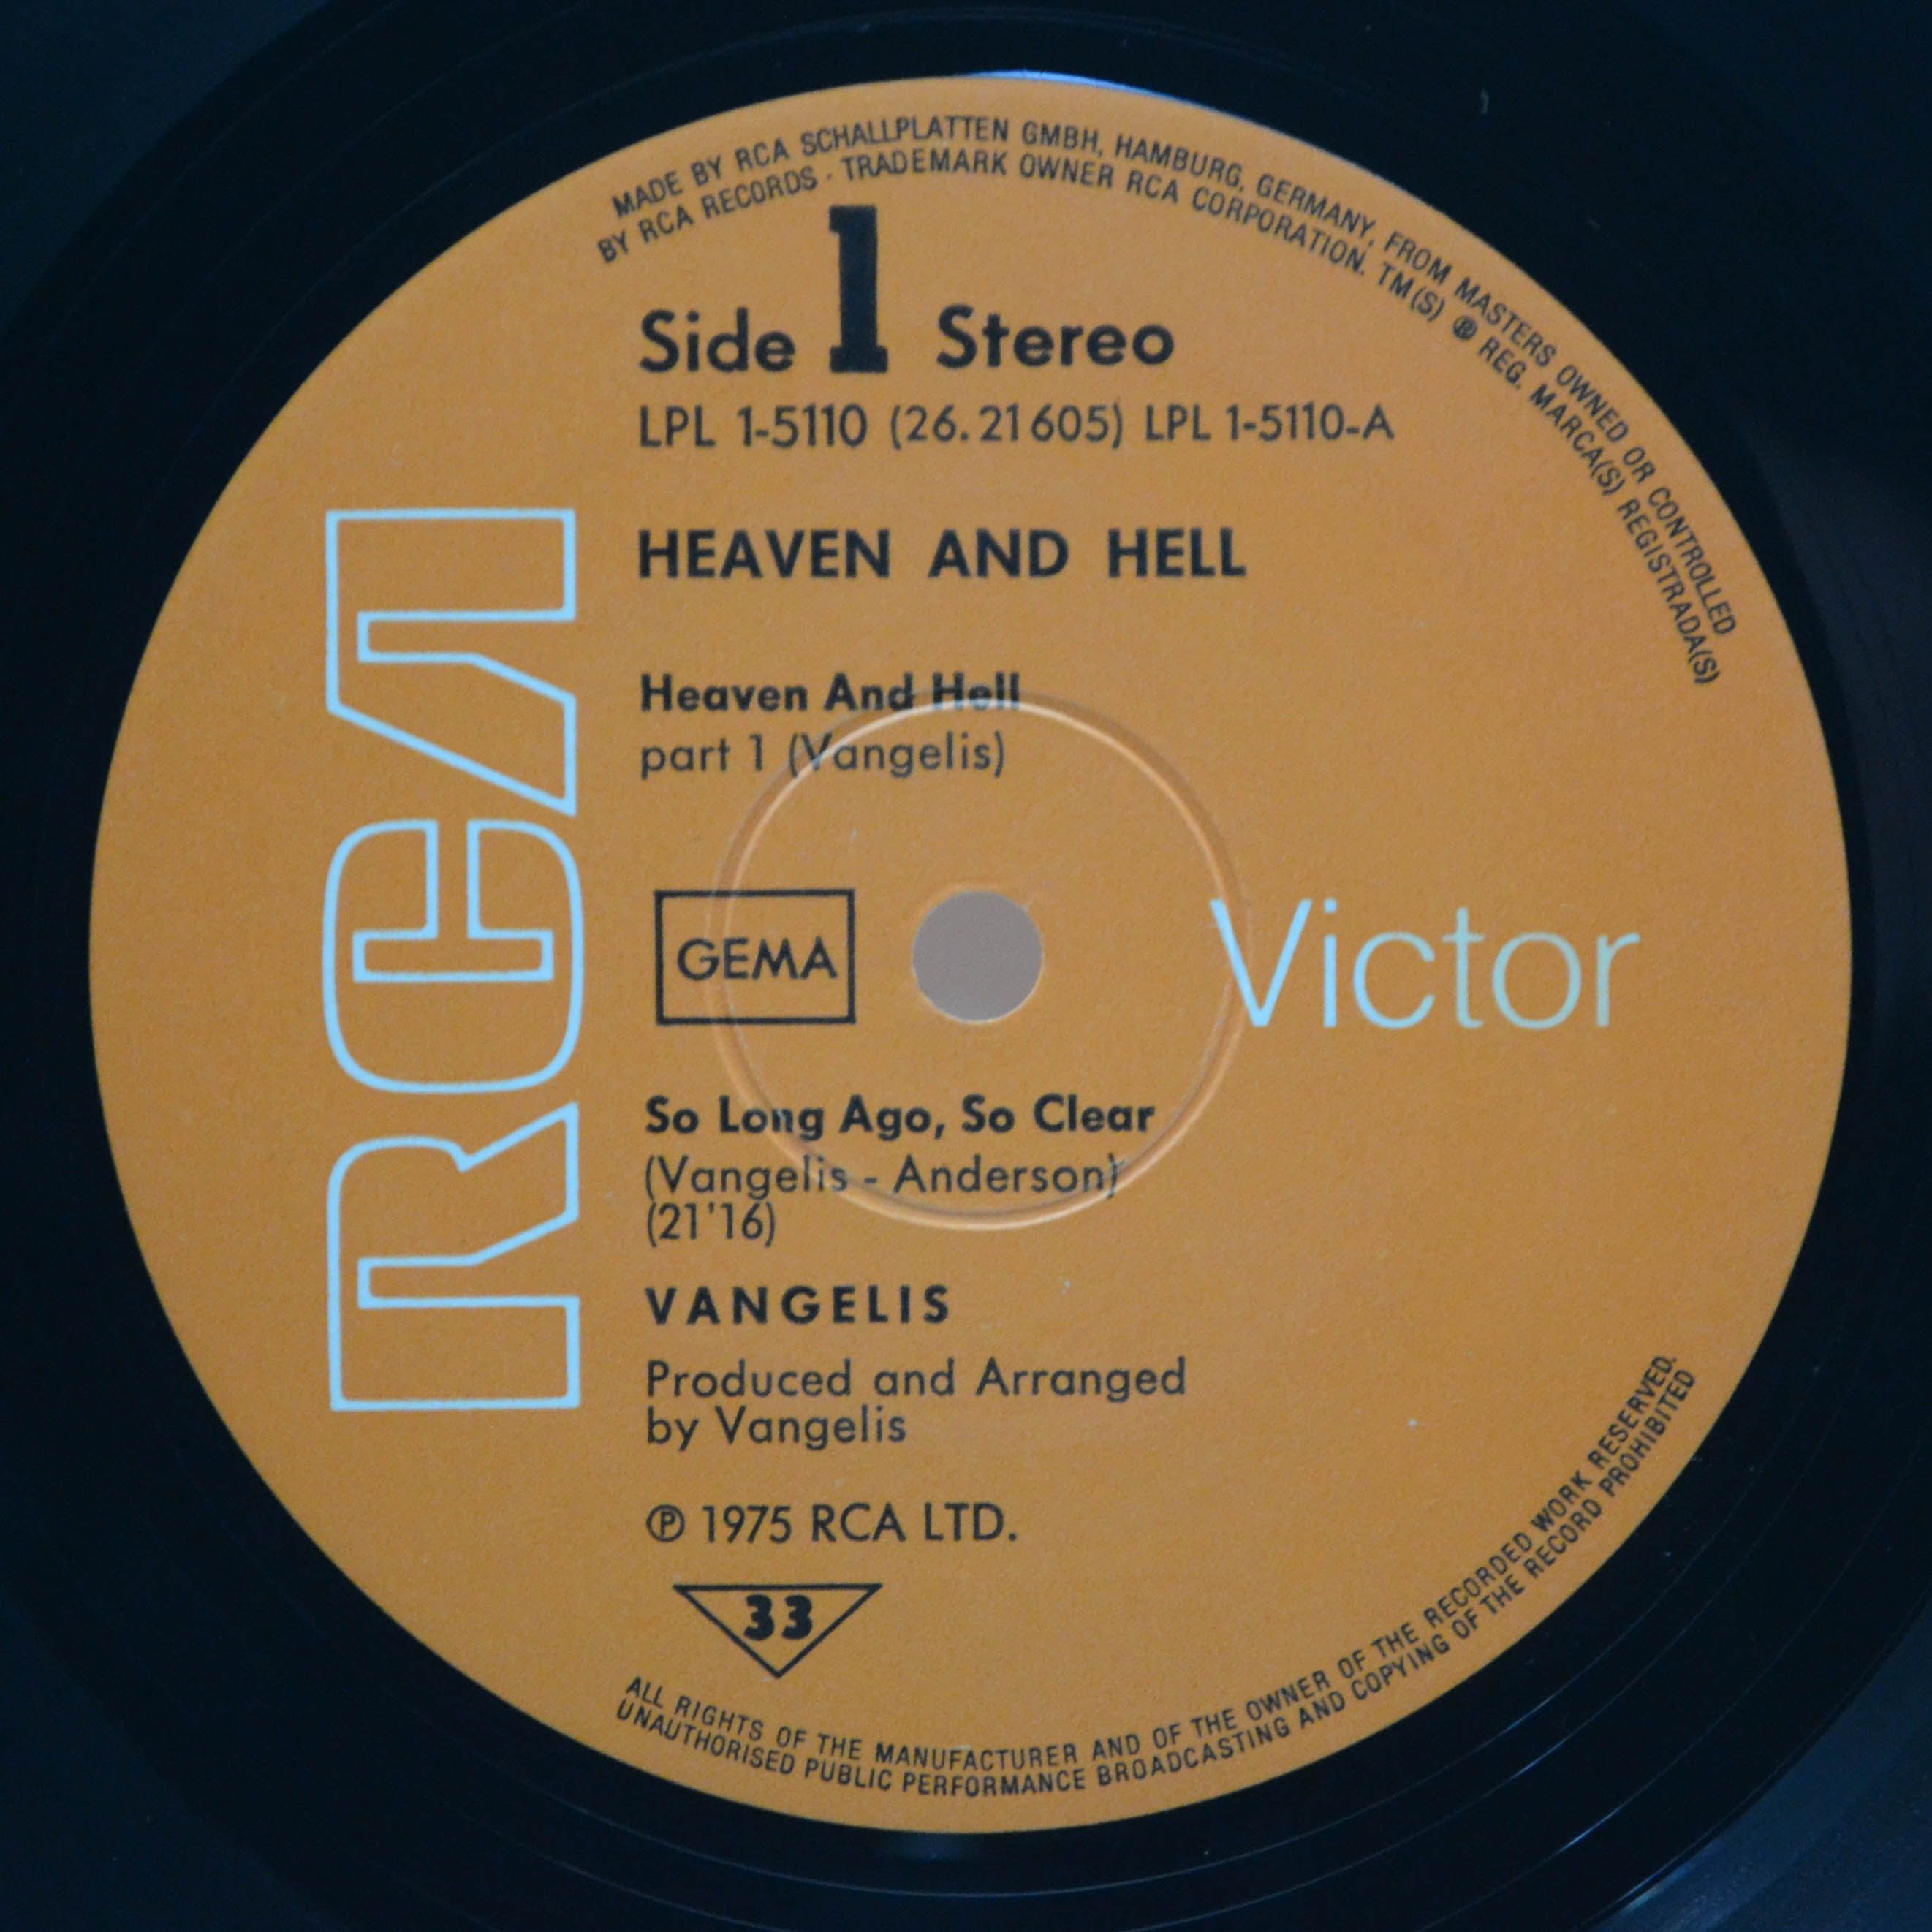 MADE BY RCA SCHALLPLATTEN GMBH, HAMBURG, GERMANY, FROM MASTERS OWNED OR CONTROLLED
BY RCA RECORDS · TRADEMARK OWNER RCA CORPORATION. TM(S) ® REG. MARCA(S) REGISTRADA(S)
Side 1 Stereo
LPL 1-5110 (26.21605) LPL 1-5110-A
HEAVEN AND HELL
Heaven And Hell
part 1 (Vangelis)
RCA
GEMA
Victor
So Long Ago, So Clear
(Vangelis - Anderson)
(21'16)
VANGELIS
Produced and Arranged
by Vangelis
℗ 1975 RCA LTD.
33
ALL RIGHTS OF THE MANUFACTURER AND OF THE OWNER OF THE RECORDED WORK RESERVED.
UNAUTHORISED PUBLIC PERFORMANCE BROADCASTING AND COPYING OF THE RECORD PROHIBITED